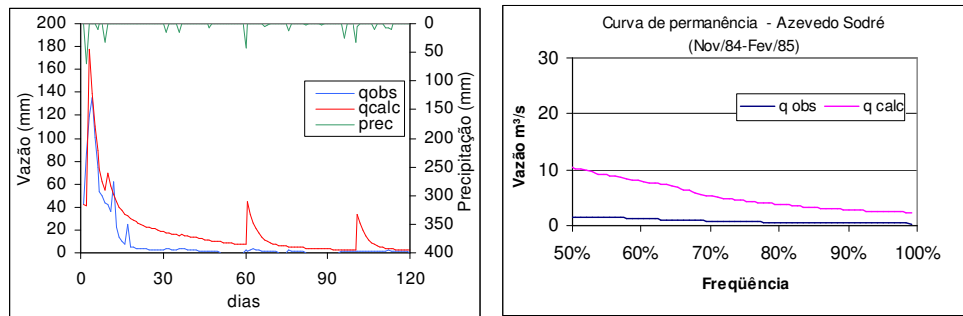 200
180
160
140
120
100
80
60
40
20
0
Vazão (mm)
0
30
60
90
120
dias
0
50
100
150
200
250
300
350
400
Precipitação (mm)
qobs
qcalc
prec
Curva de permanência - Azevedo Sodré
(Nov/84-Fev/85)
30
20
10
0
Vazão m³/s
q obs
q calc
50%
60%
70%
80%
90%
100%
Freqüência